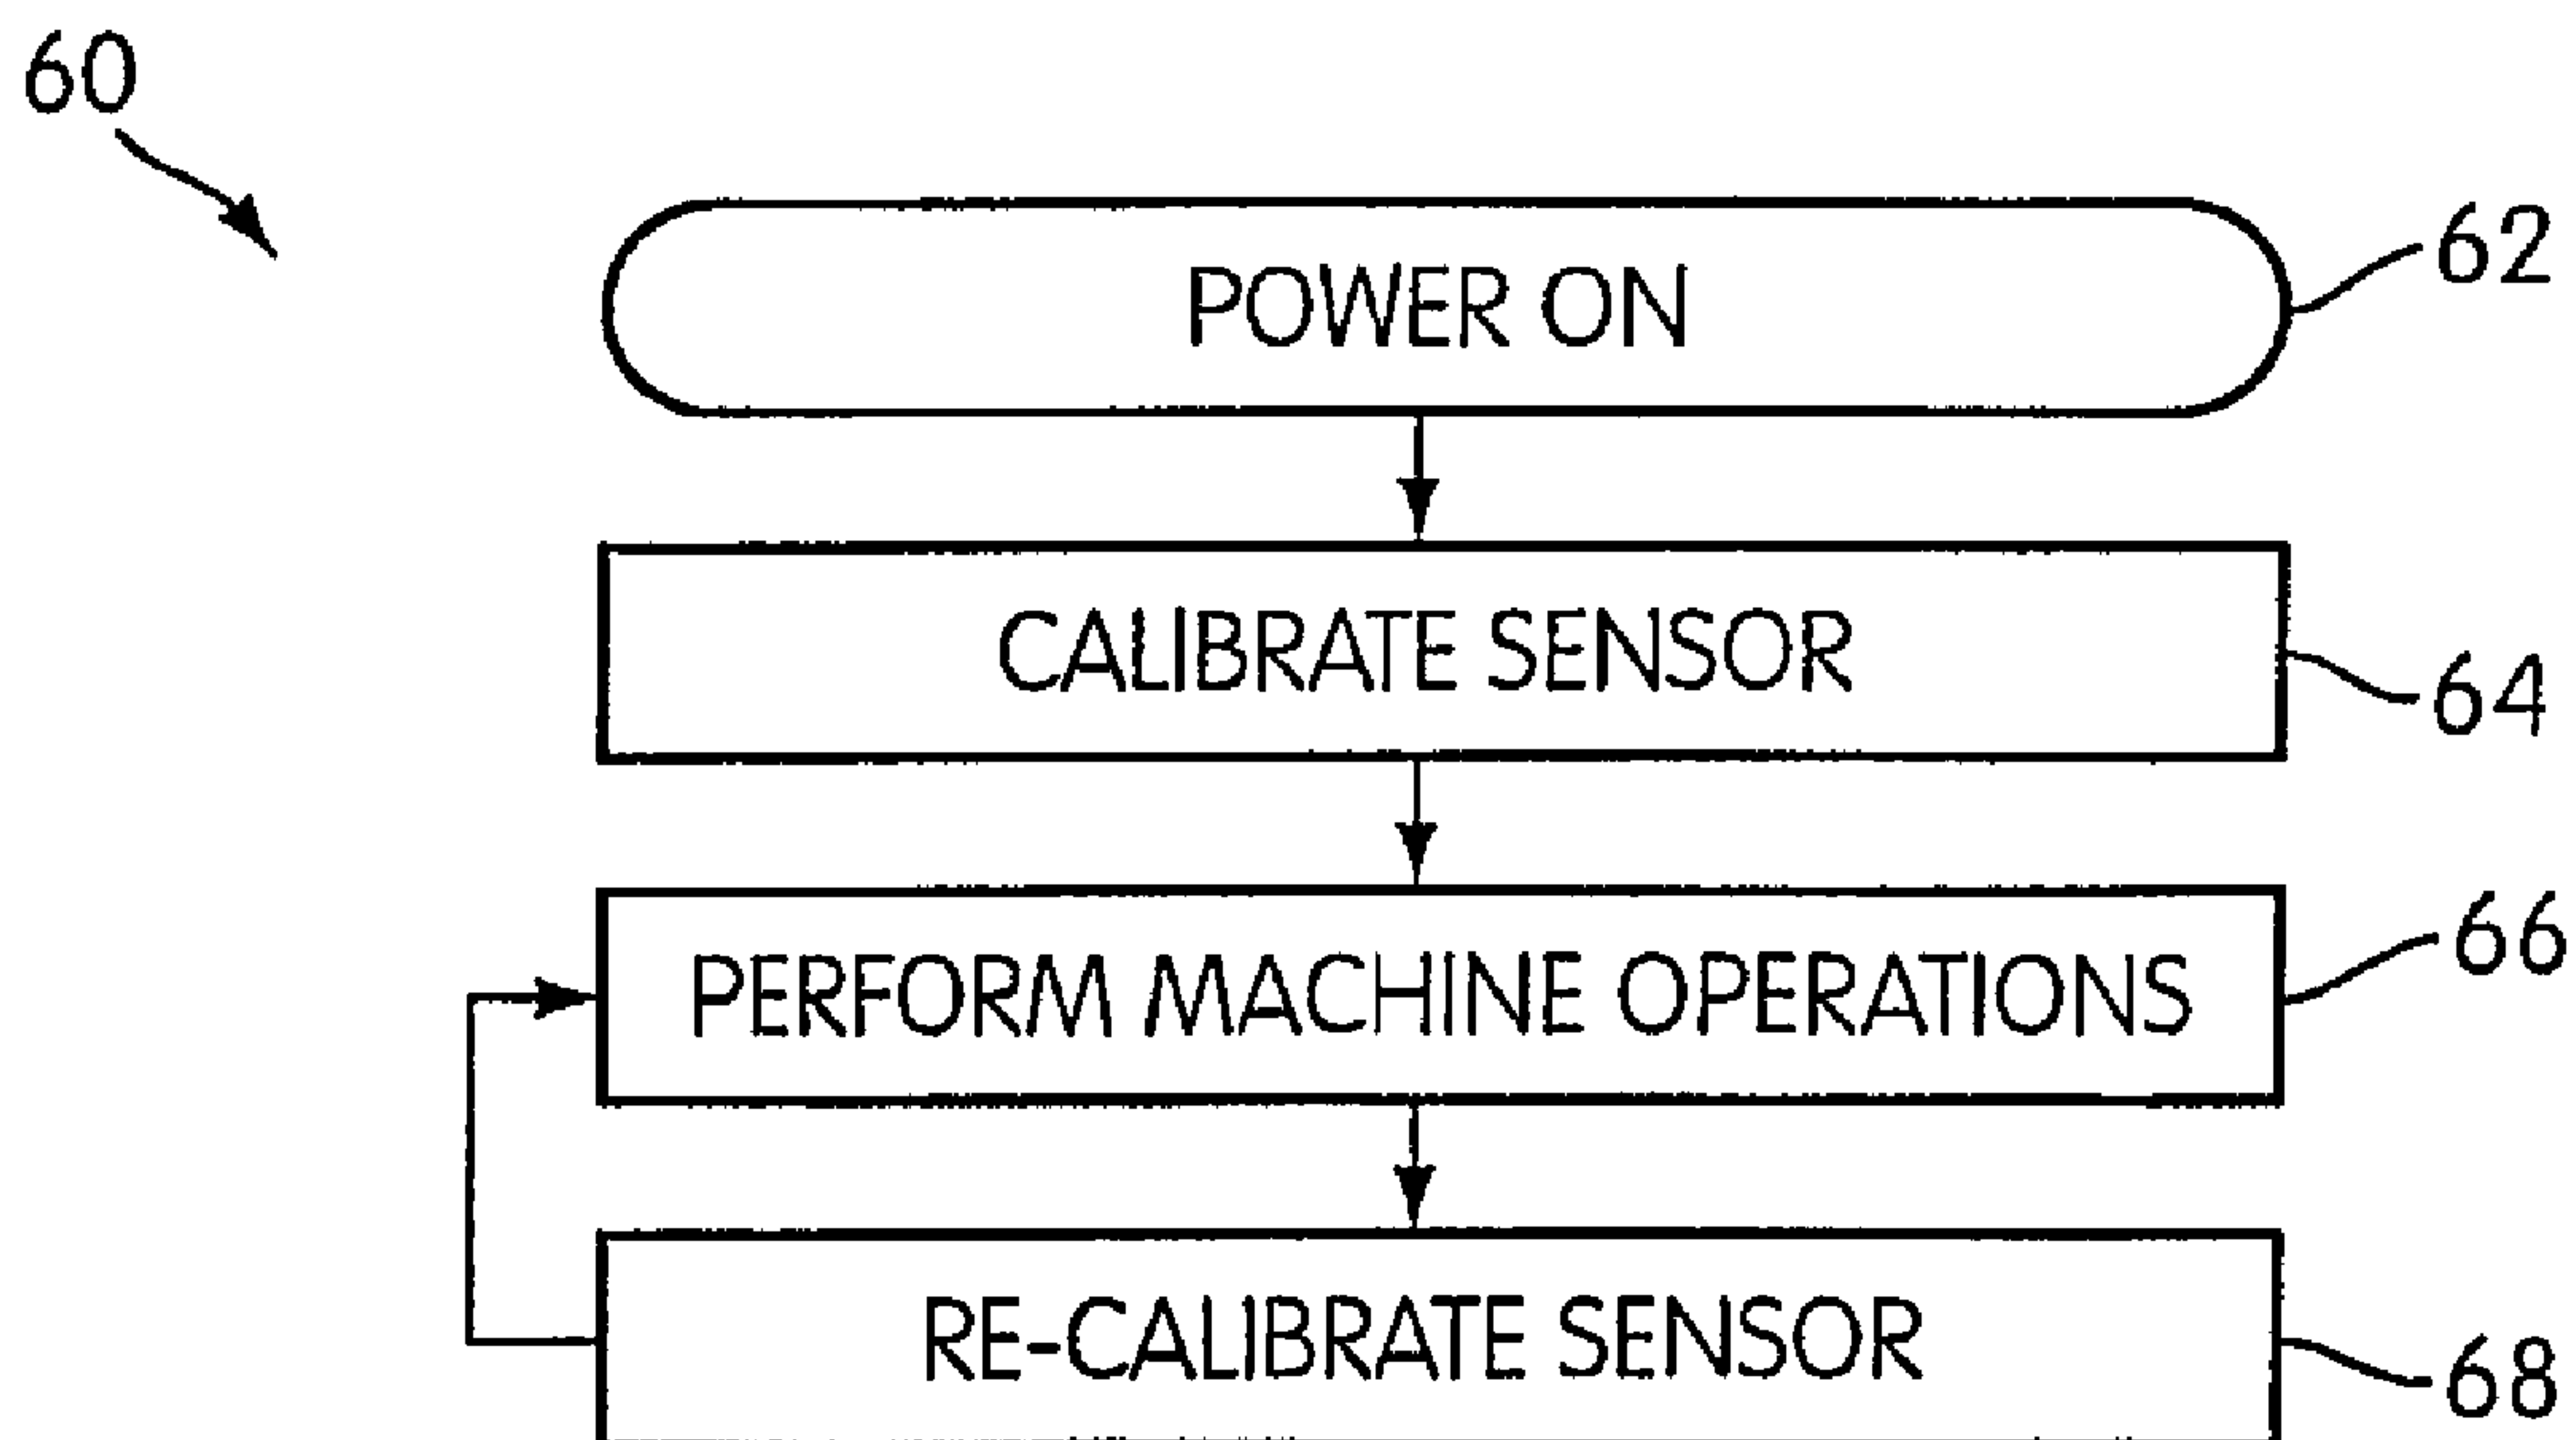 60
POWER ON
62
CALIBRATE SENSOR
64
PERFORM MACHINE OPERATIONS
66
RE-CALIBRATE SENSOR
68